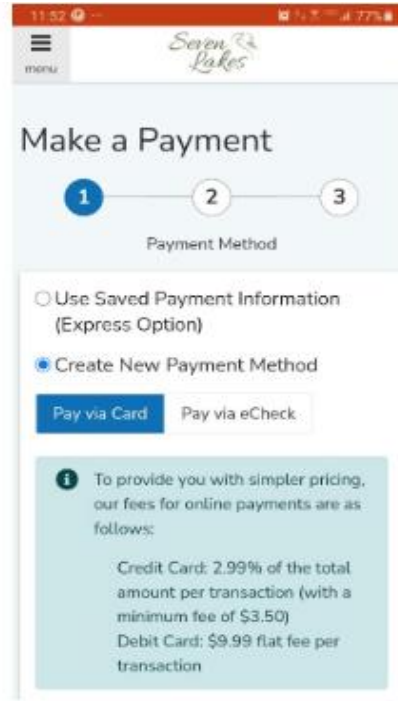 11:52
77%
menu
Seven
Lakes
Make a Payment
1
2
3
Payment Method
Use Saved Payment Information
(Express Option)
Create New Payment Method
Pay via Card
Pay via eCheck
To provide you with simpler pricing,
our fees for online payments are as
follows:
Credit Card: 2.99% of the total
amount per transaction (with a
minimum fee of $3.50)
Debit Card: $9.99 flat fee per
transaction